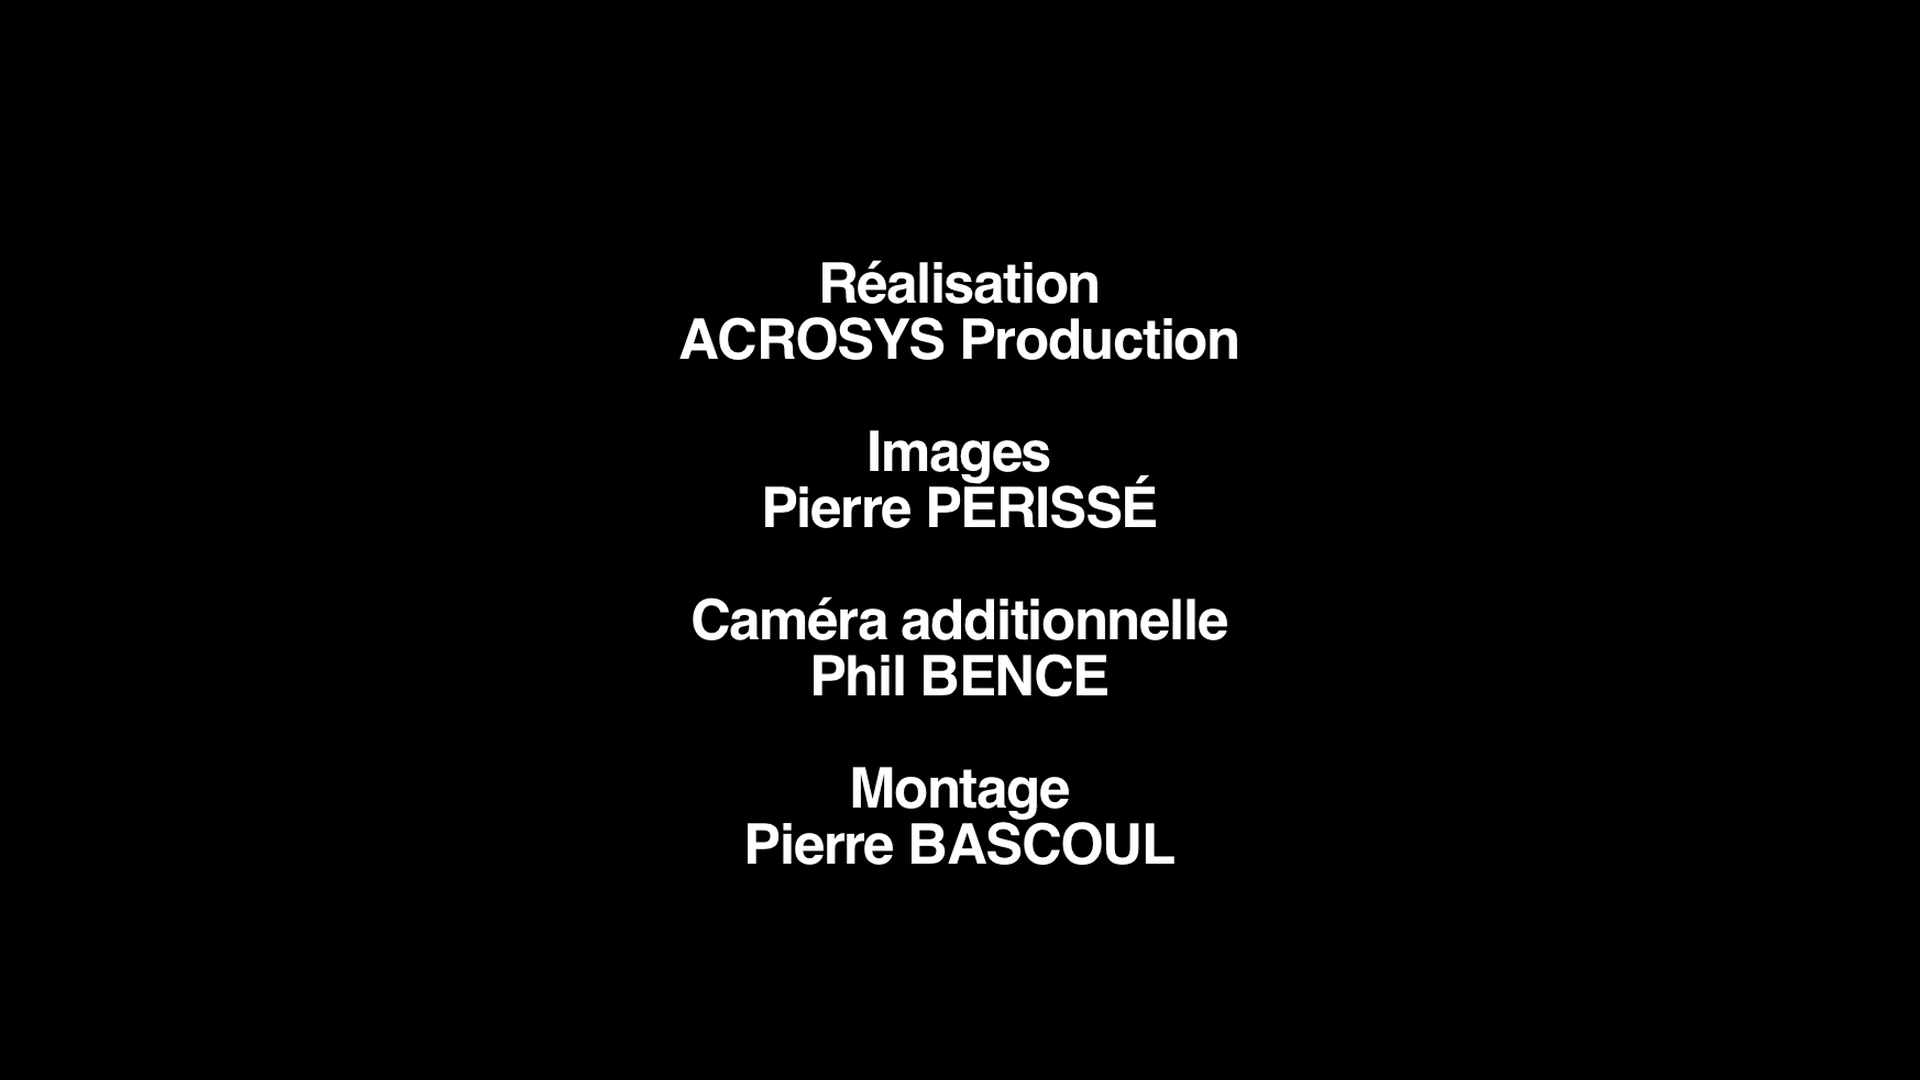 Réalisation
ACROSYS Production
Images
Pierre PÉRISSÉ
Caméra additionnelle
Phil BENCE
Montage
Pierre BASCOUL